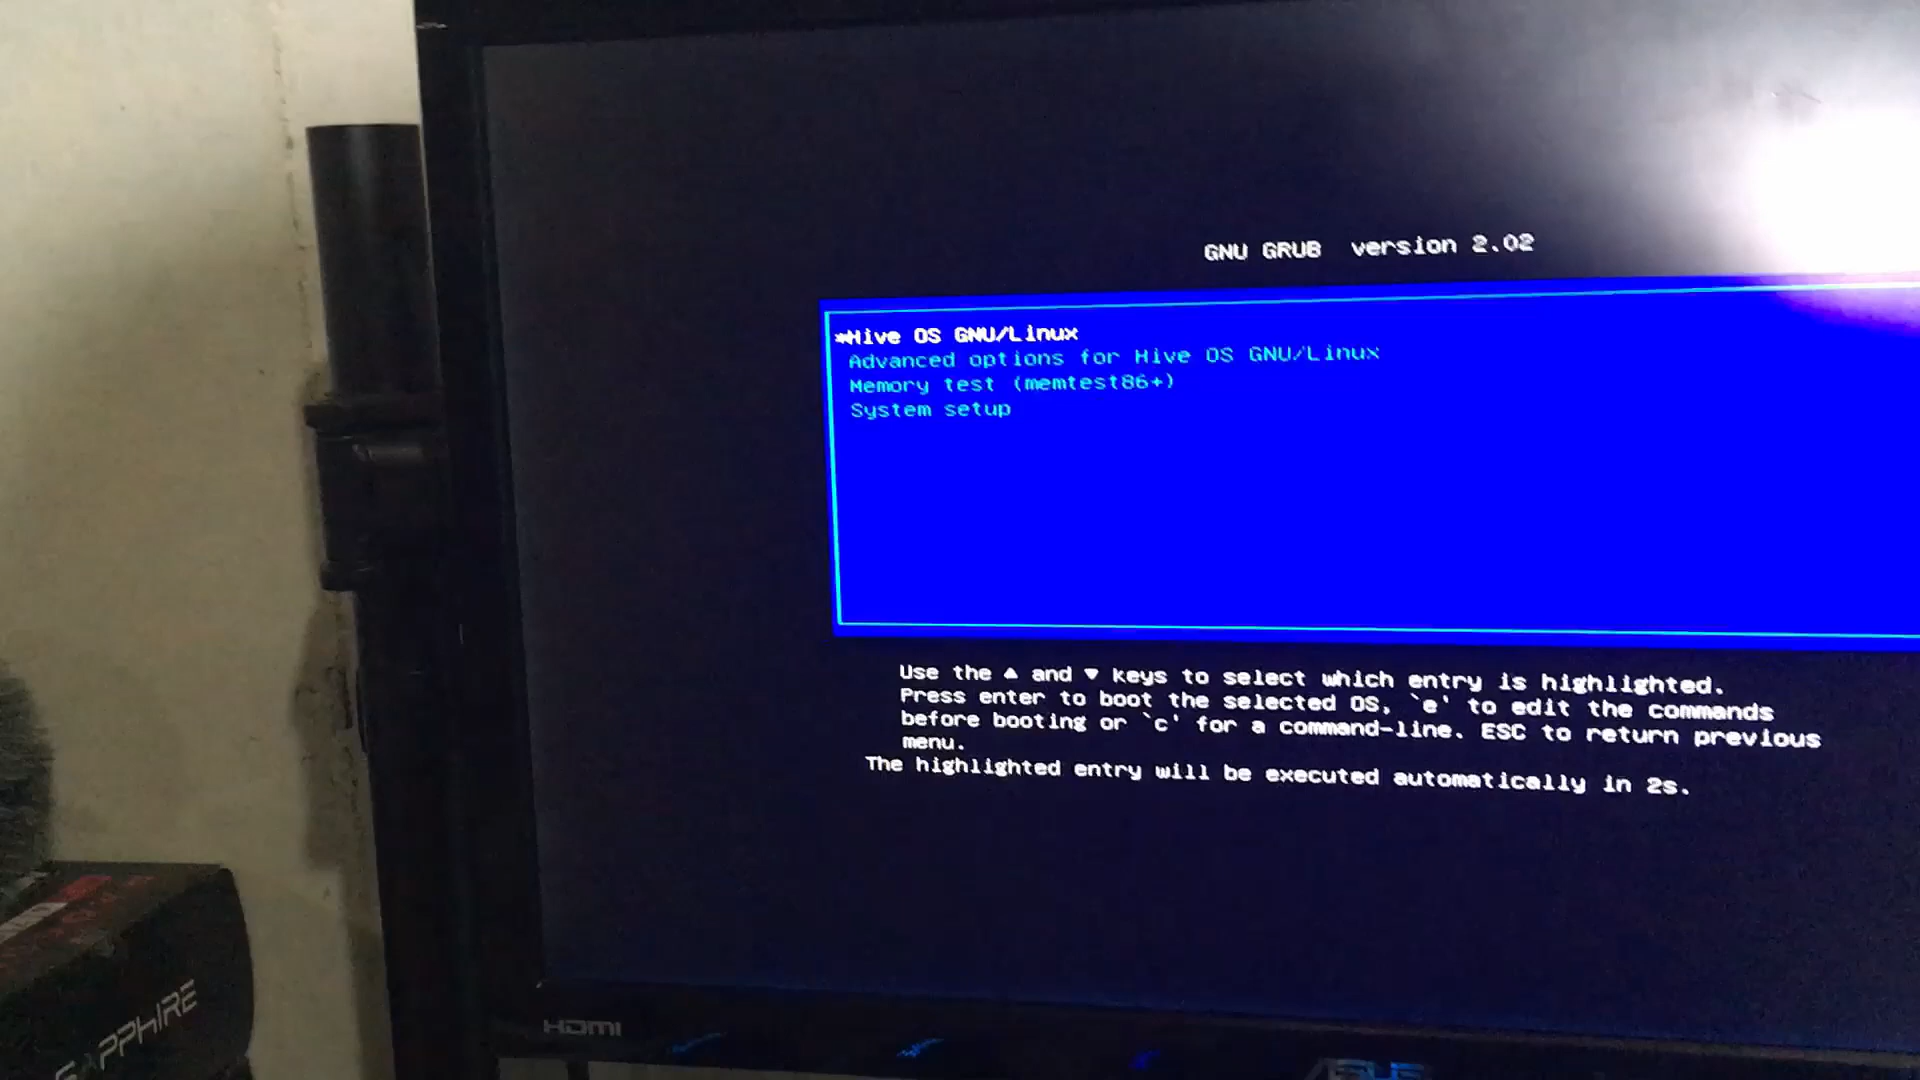 GNU GRUB version 2.02
*Hive OS GNU/Linux
Advanced options for Hive OS GNU/Linux
Memory test (memtest86+)
System setup
Use the ▲ and ▼ keys to select which entry is highlighted.
Press enter to boot the selected OS, `e' to edit the commands
before booting or `c' for a command-line. ESC to return previous
menu.
The highlighted entry will be executed automatically in 2s.
HDMI
ASUS
SAPPHIRE